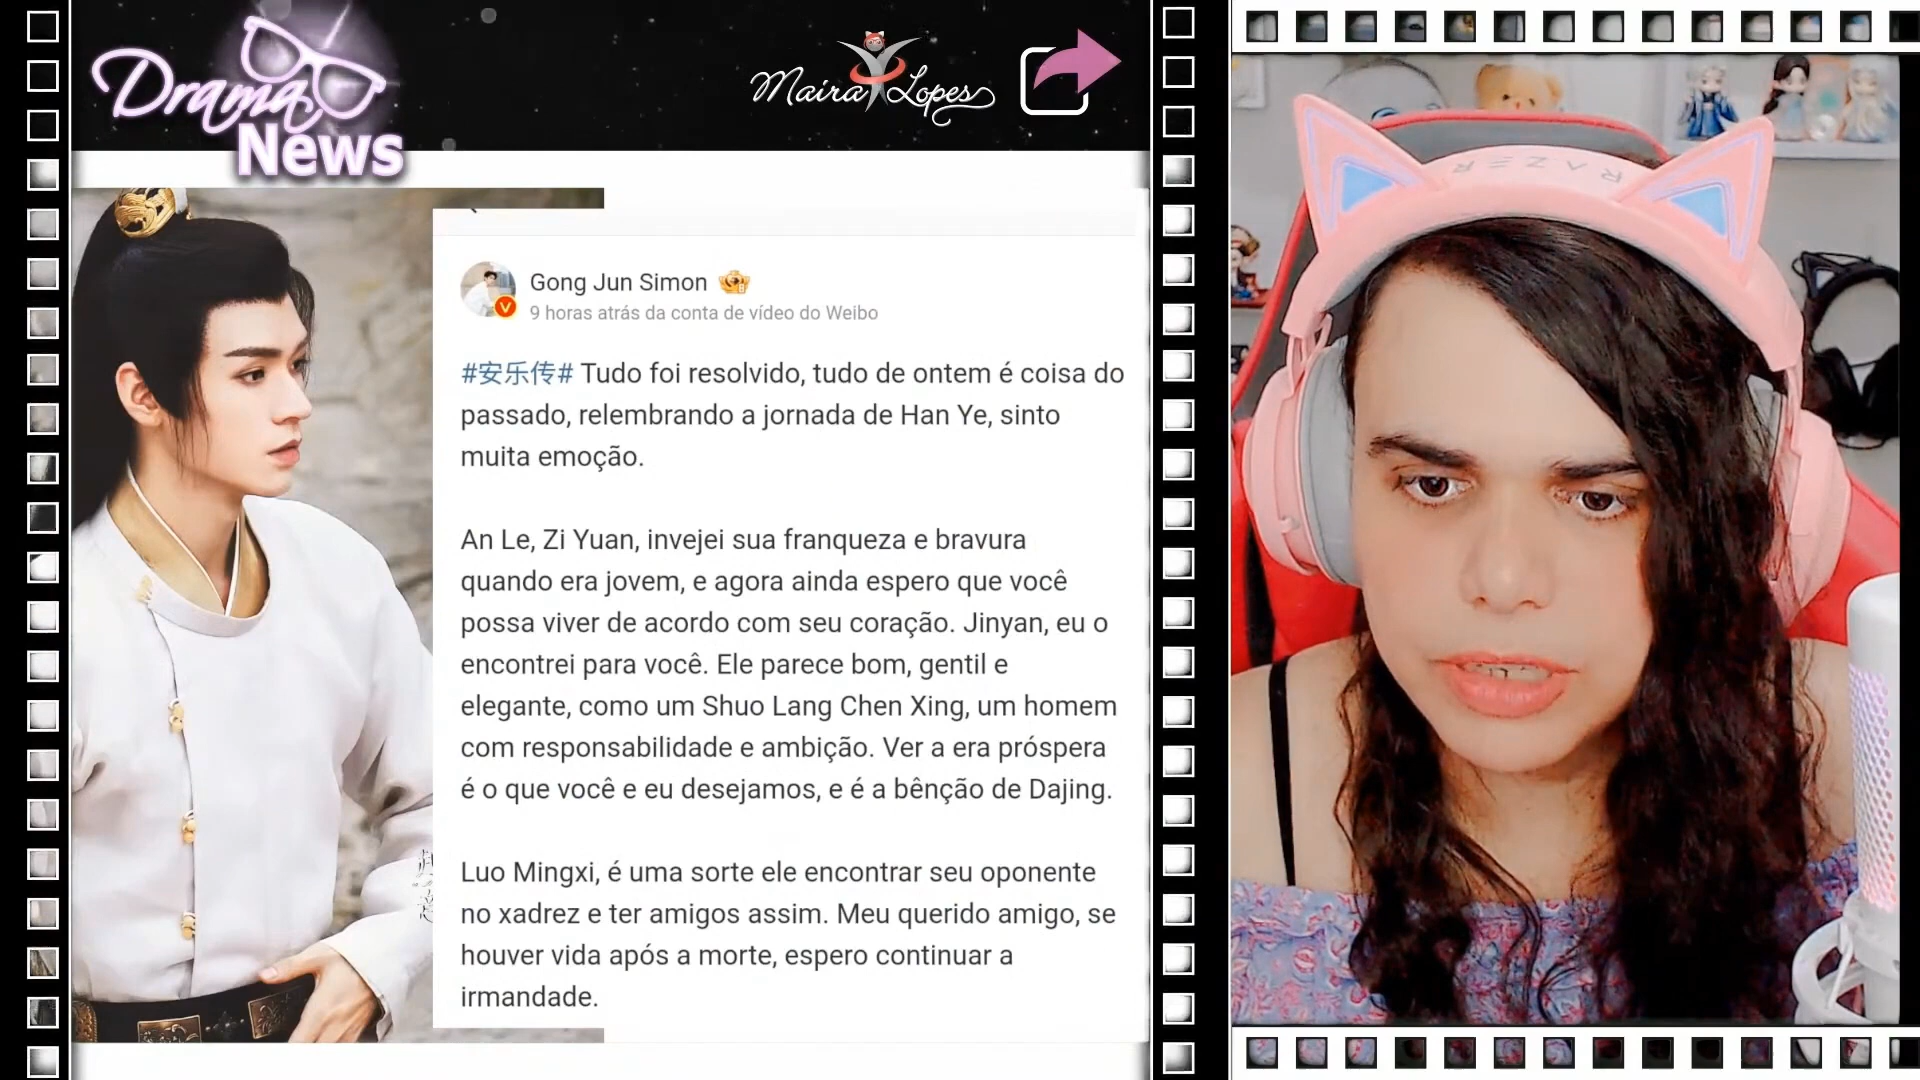 Drama
News
Maira Lopes
RAZER
Gong Jun Simon
9 horas atrás da conta de vídeo do Weibo
#安乐传# Tudo foi resolvido, tudo de ontem é coisa do
passado, relembrando a jornada de Han Ye, sinto
muita emoção.
An Le, Zi Yuan, invejei sua franqueza e bravura
quando era jovem, e agora ainda espero que você
possa viver de acordo com seu coração. Jinyan, eu o
encontrei para você. Ele parece bom, gentil e
elegante, como um Shuo Lang Chen Xing, um homem
com responsabilidade e ambição. Ver a era próspera
é o que você e eu desejamos, e é a bênção de Dajing.
Luo Mingxi, é uma sorte ele encontrar seu oponente
no xadrez e ter amigos assim. Meu querido amigo, se
houver vida após a morte, espero continuar a
irmandade.